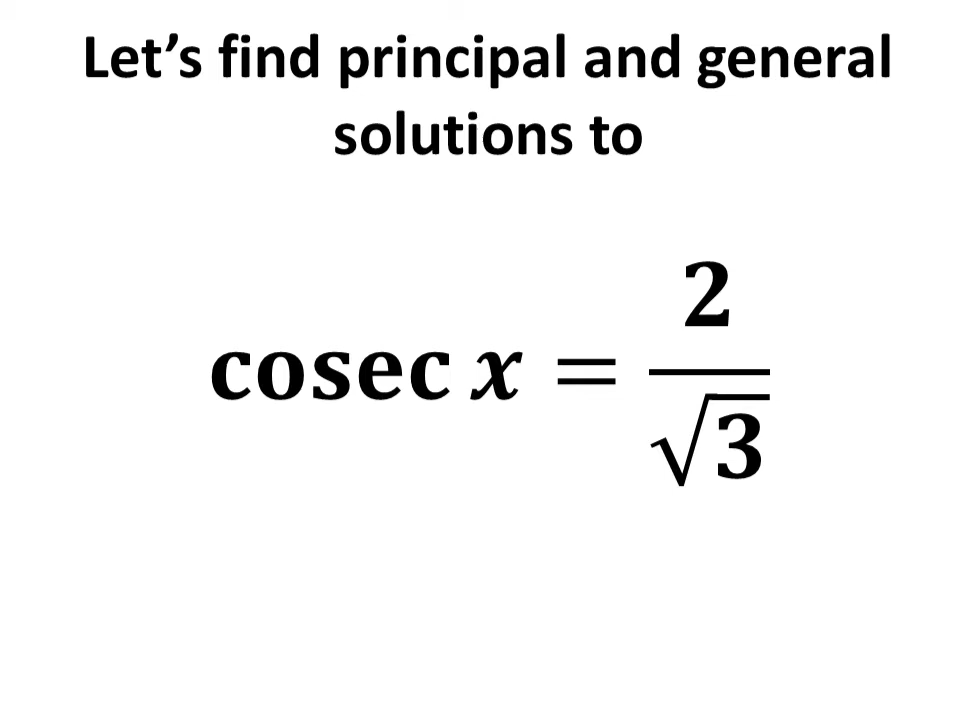 Let’s find principal and general
solutions to
cosec x = 2/√3